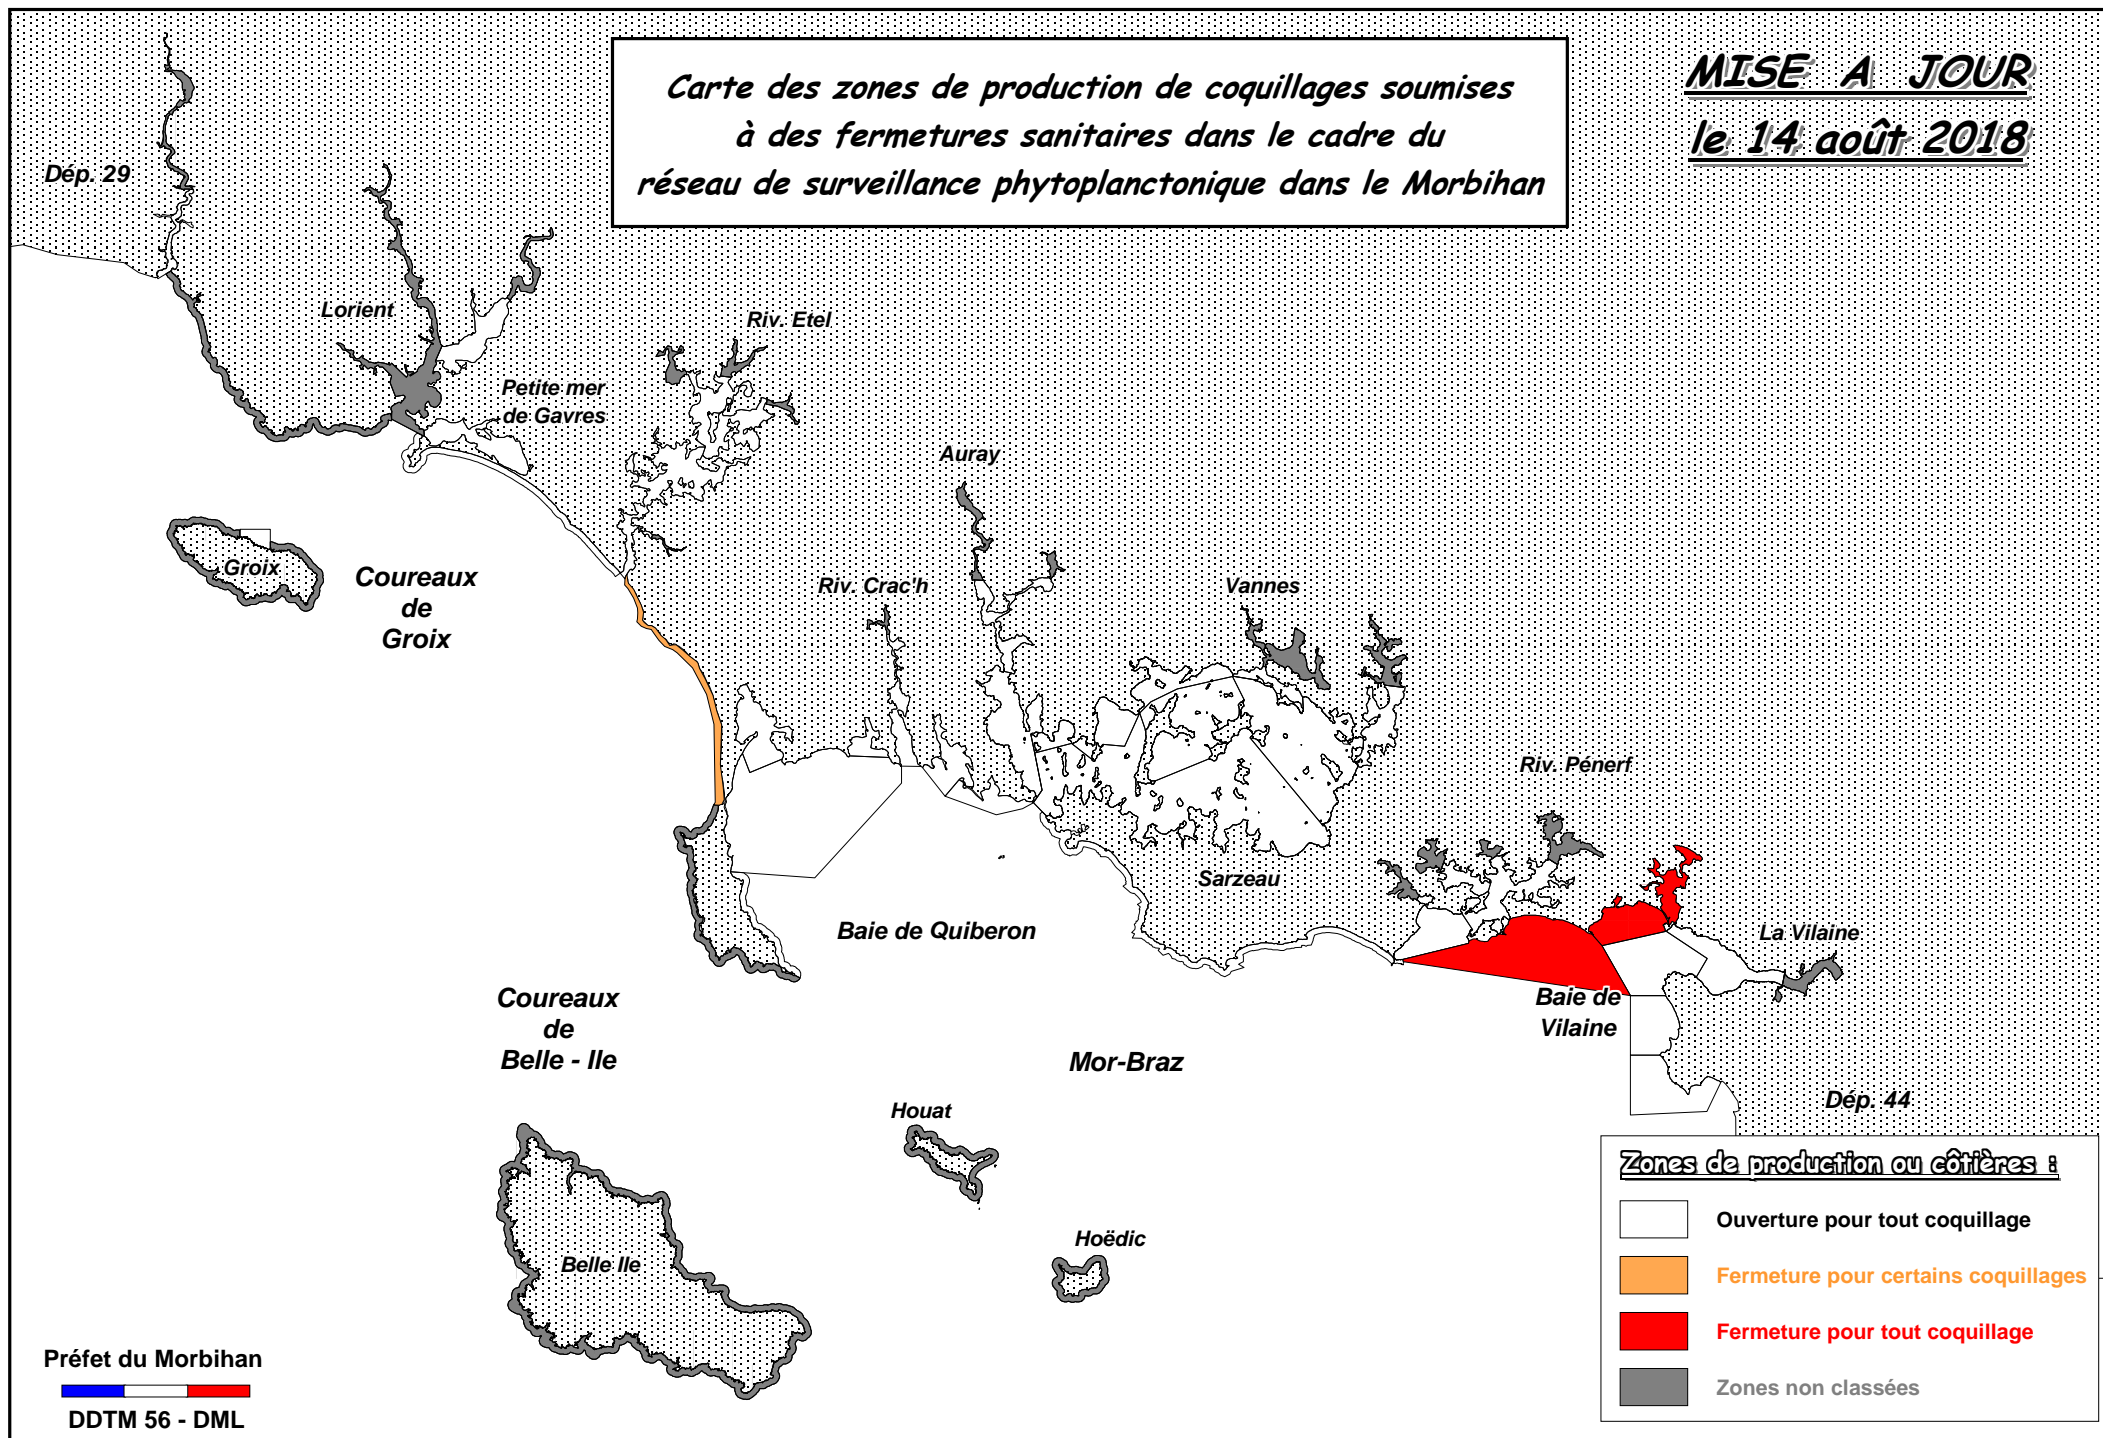 Carte des zones de production de coquillages soumises
à des fermetures sanitaires dans le cadre du
réseau de surveillance phytoplanctonique dans le Morbihan
MISE A JOUR
le 14 août 2018
Dép. 29
Lorient
Riv. Etel
Petite mer
de Gavres
Auray
Groix
Coureaux
de
Groix
Riv. Crac'h
Vannes
Riv. Pénerf
Sarzeau
Baie de Quiberon
La Vilaine
Coureaux
de
Belle - Ile
Baie de
Vilaine
Mor-Braz
Dép. 44
Houat
Hoëdic
Belle Ile
Zones de production ou côtières :
Ouverture pour tout coquillage
Fermeture pour certains coquillages
Fermeture pour tout coquillage
Zones non classées
Préfet du Morbihan
DDTM 56 - DML